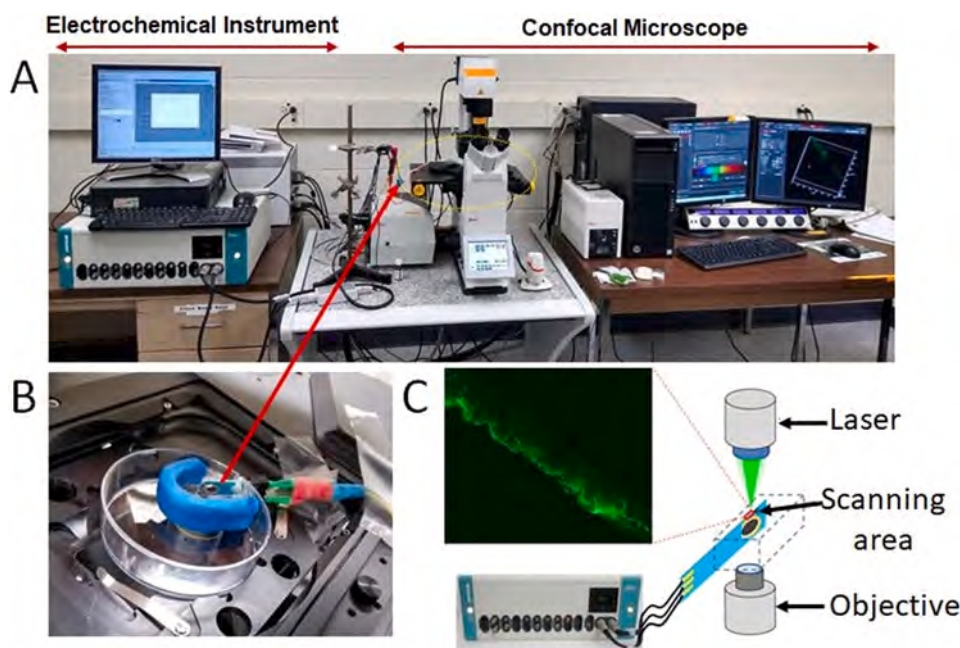 Electrochemical Instrument
Confocal Microscope
A
B
C
Laser
Scanning
area
Objective